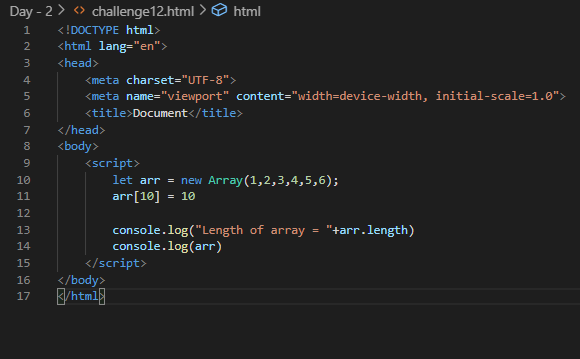 Day - 2 > <> challenge12.html > html
1 <!DOCTYPE html>
2 <html lang="en">
3 <head>
4     <meta charset="UTF-8">
5     <meta name="viewport" content="width=device-width, initial-scale=1.0">
6     <title>Document</title>
7 </head>
8 <body>
9     <script>
10         let arr = new Array(1,2,3,4,5,6);
11         arr[10] = 10
12
13         console.log("Length of array = "+arr.length)
14         console.log(arr)
15     </script>
16 </body>
17 </html>